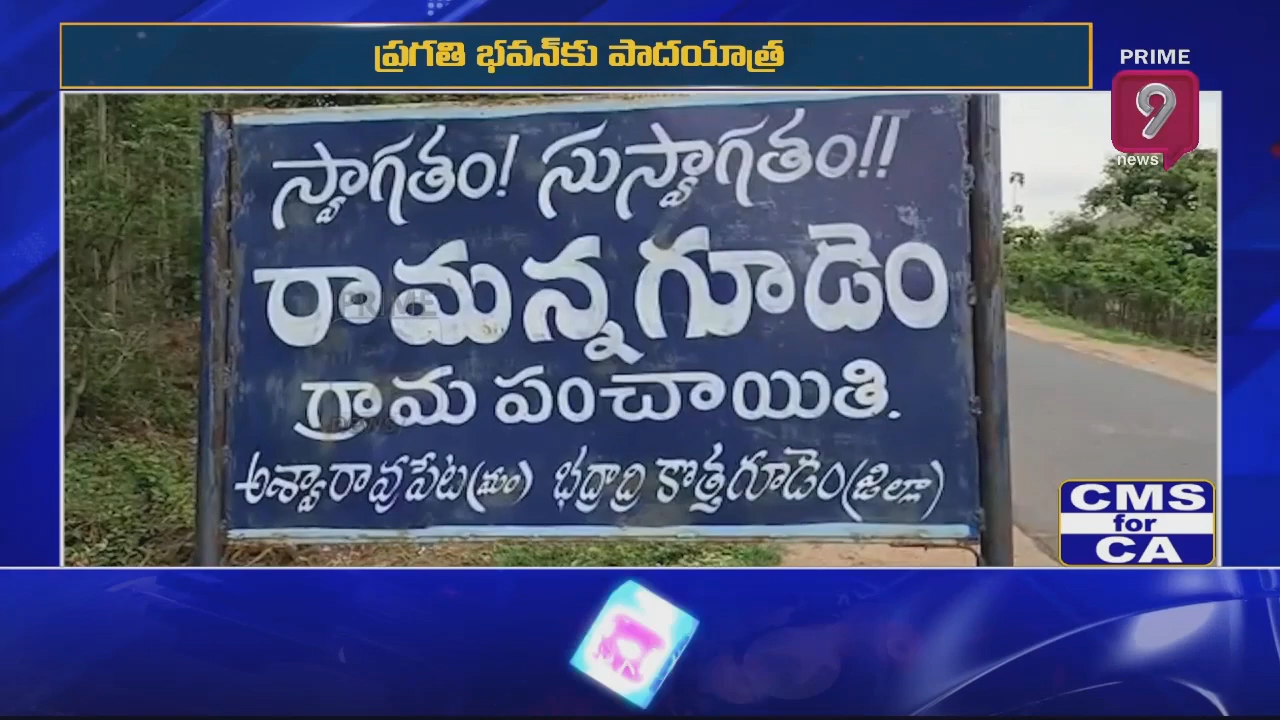 ప్రగతి భవన్‌కు పాదయాత్ర
PRIME
9
news
స్వాగతం! సుస్వాగతం!!
రామన్నగూడెం
గ్రామ పంచాయితి.
అశ్వారావుపేట(మం) భద్రాద్రి కొత్తగూడెం(జిల్లా)
CMS
for
CA